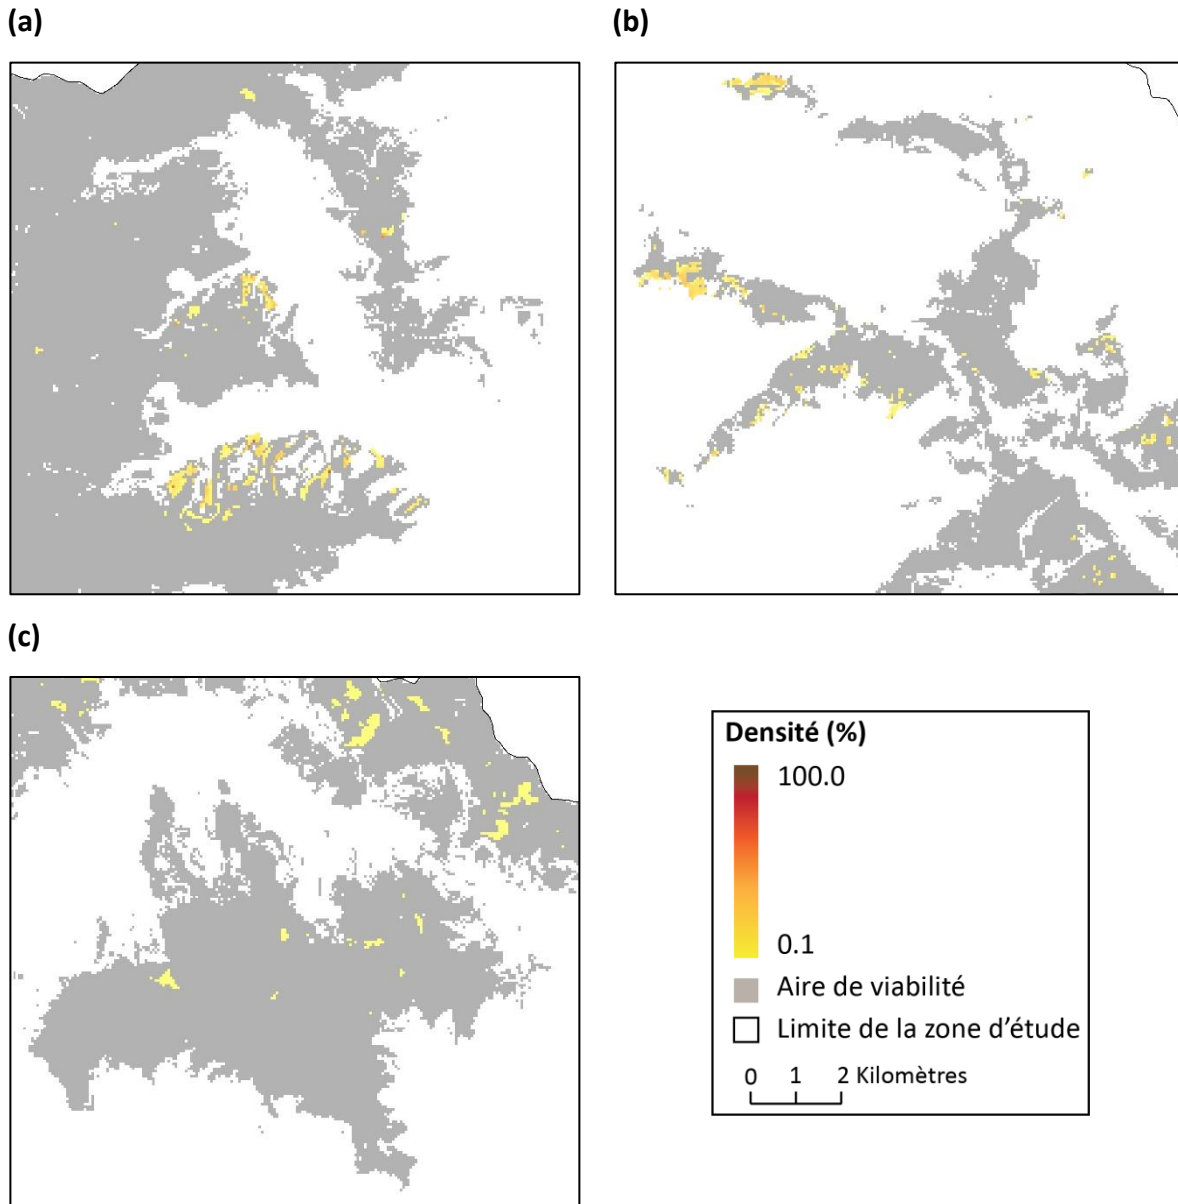 (a)
(b)
(c)
Densité (%)
100.0
0.1
Aire de viabilité
Limite de la zone d’étude
0 1 2 Kilomètres